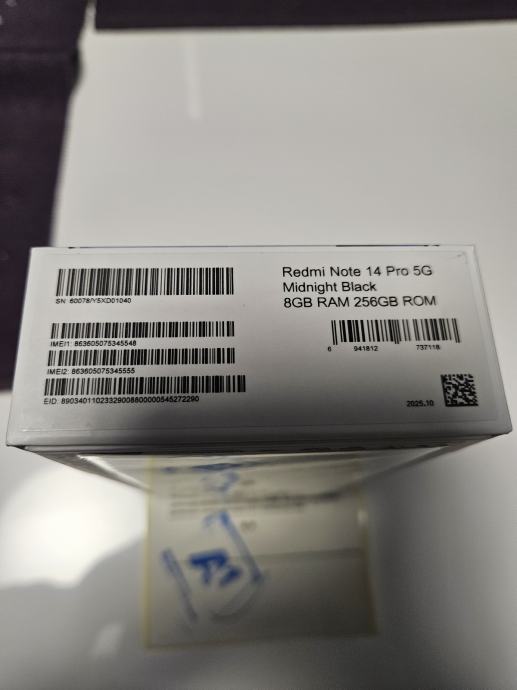 Redmi Note 14 Pro 5G
Midnight Black
8GB RAM 256GB ROM
SN: 60078/Y5XD01040
IMEI1: 863605075345548
IMEI2: 863605075345555
EID: 89034011023329008800000545272290
6 941812 737118
2025.10